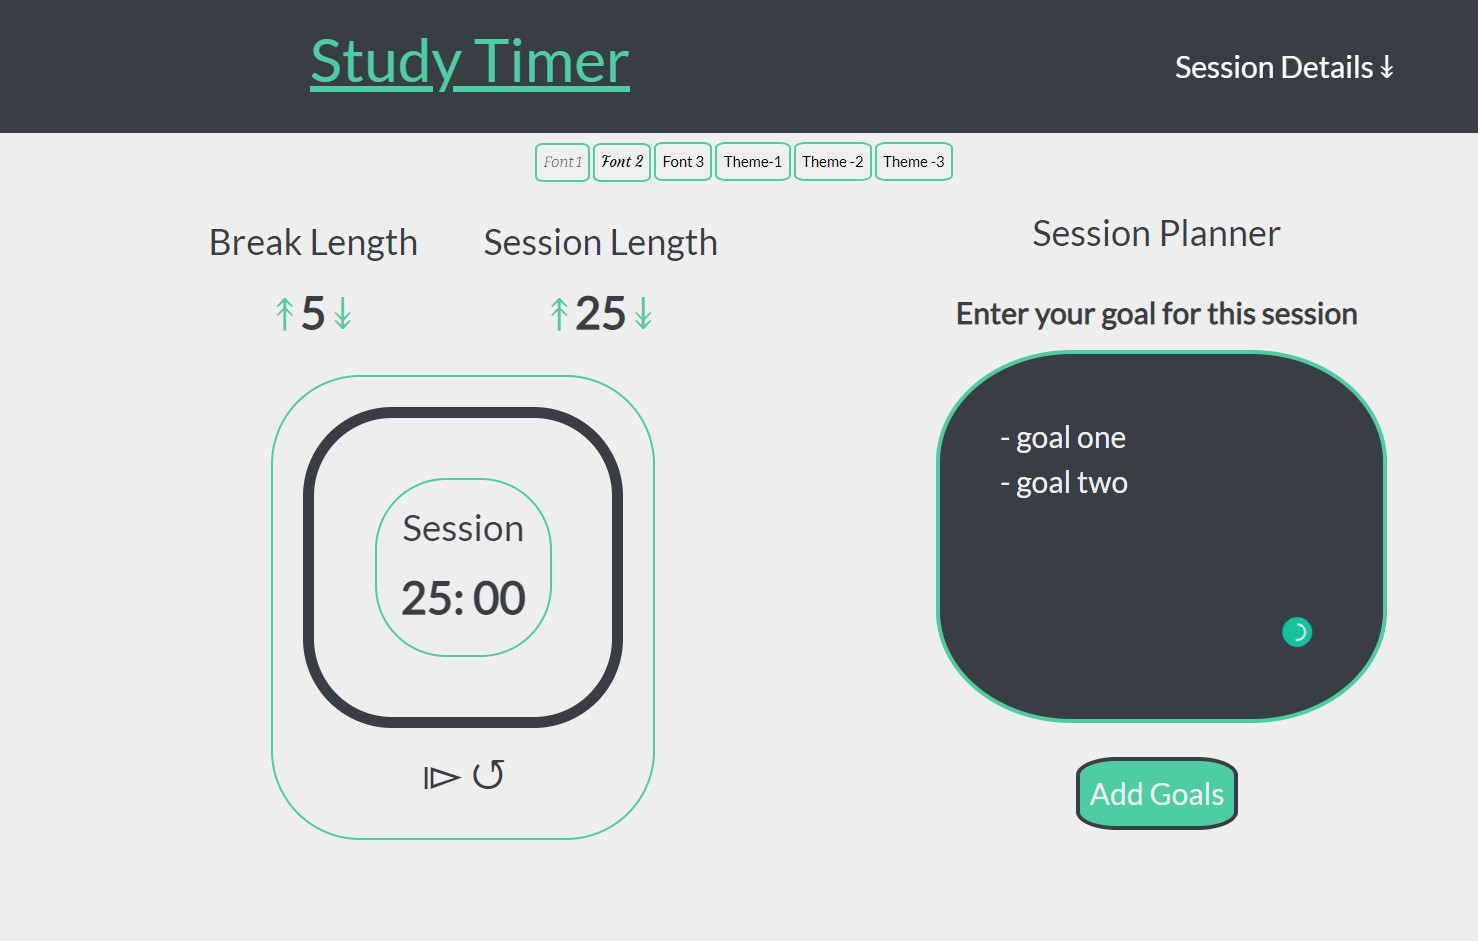 Study Timer
Session Details ↡
Font 1 Font 2 Font 3 Theme-1 Theme -2 Theme -3
Break Length
↟ 5 ↡
Session Length
↟ 25 ↡
Session
25: 00
Session Planner
Enter your goal for this session
- goal one
- goal two
Add Goals